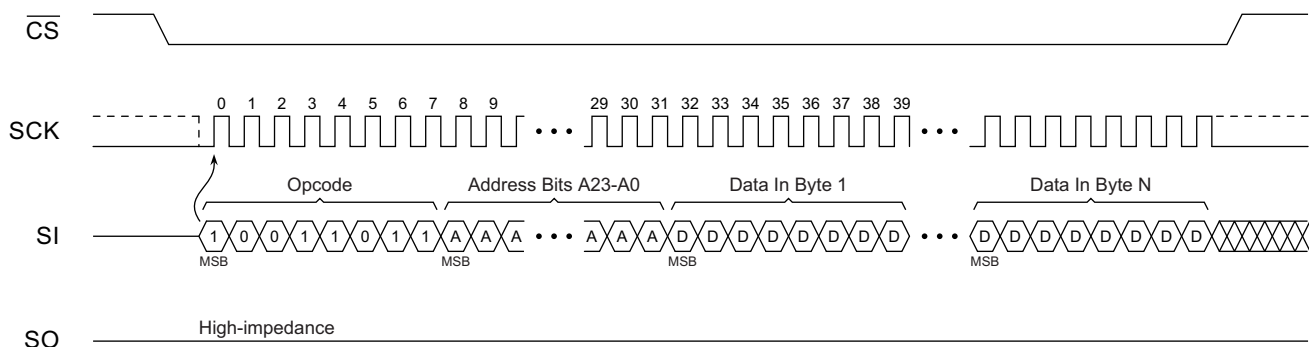 CS
0 1 2 3 4 5 6 7 8 9 29 30 31 32 33 34 35 36 37 38 39
SCK
Opcode Address Bits A23-A0 Data In Byte 1 Data In Byte N
SI 1 0 0 1 1 0 1 1 A A A A A A D D D D D D D D D D D D D D D D
MSB MSB MSB MSB
High-impedance
SO